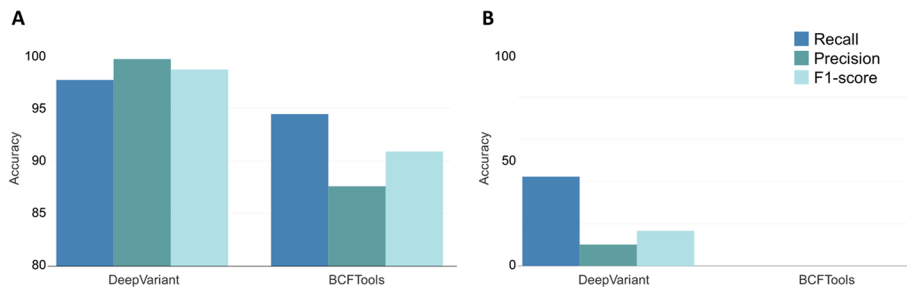 A
Accuracy
100
95
90
85
80
DeepVariant
BCFTools
B
Recall
Precision
F1-score
Accuracy
100
50
0
DeepVariant
BCFTools